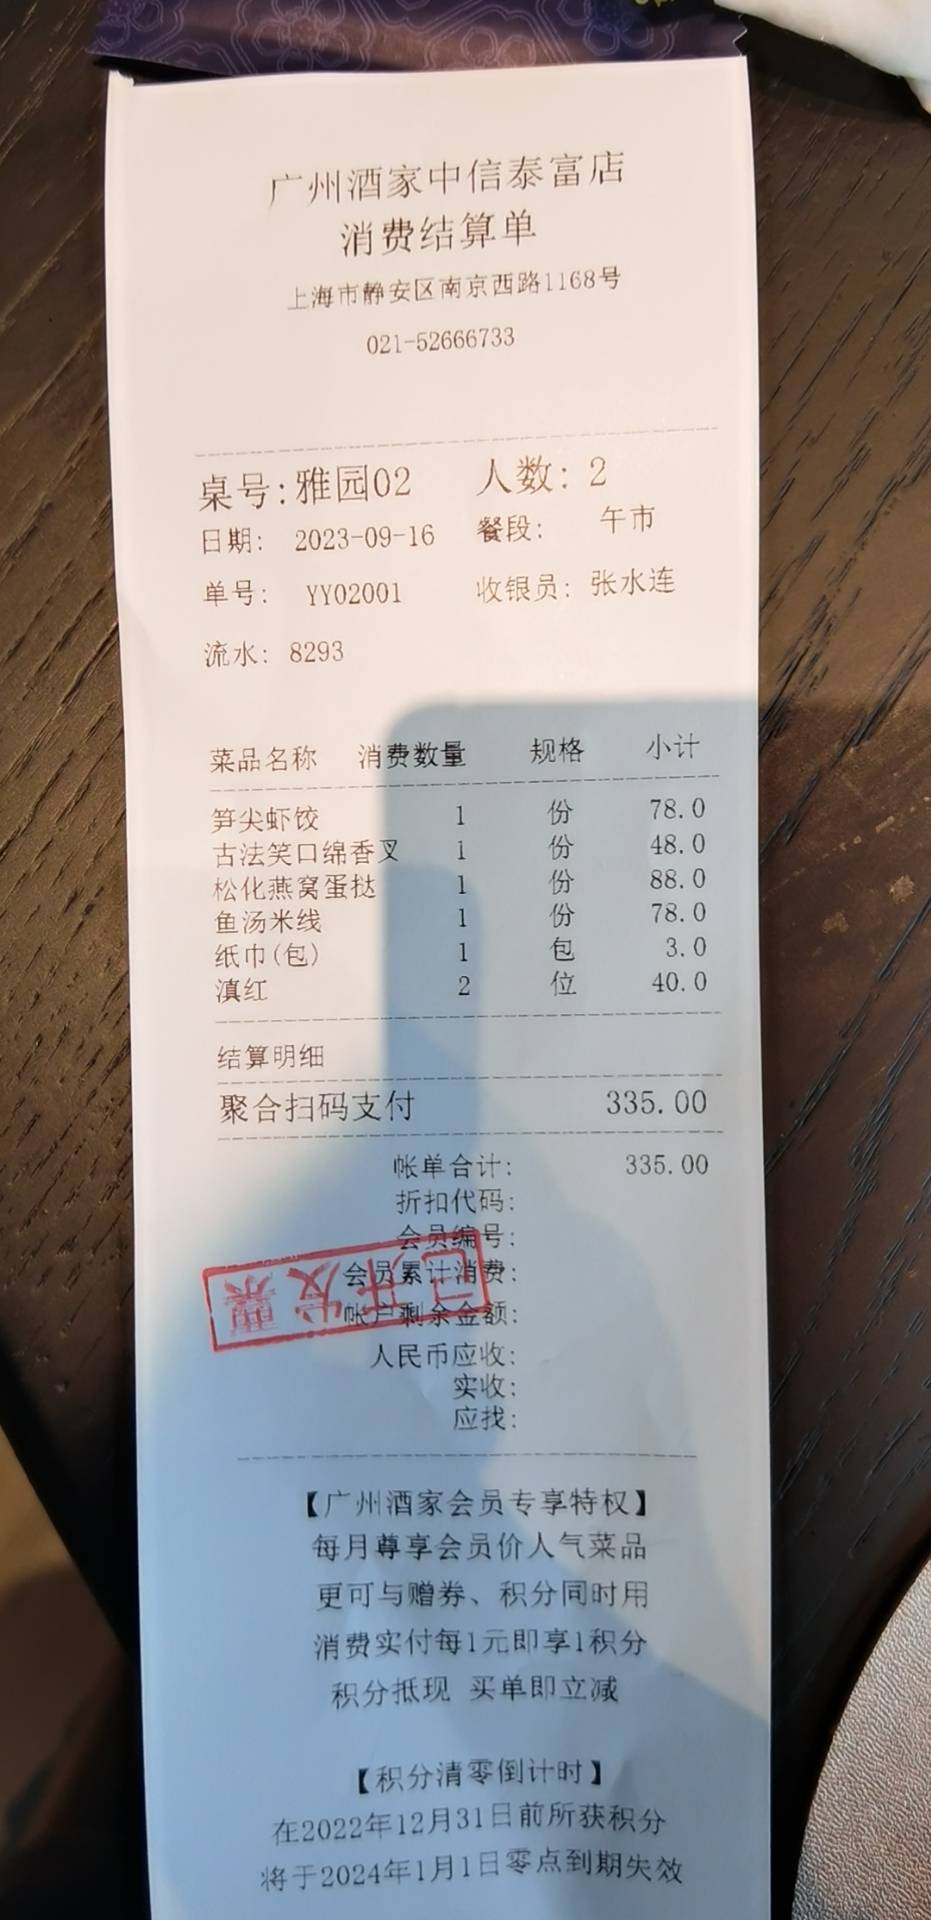 广州酒家中信泰富店
消费结算单
上海市静安区南京西路1168号
021-52666733
桌号:雅园02 人数: 2
日期: 2023-09-16 餐段: 午市
单号: YY02001 收银员: 张水连
流水: 8293
菜品名称 消费数量 规格 小计
笋尖虾饺 1 份 78.0
古法笑口绵香叉 1 份 48.0
松化燕窝蛋挞 1 份 88.0
鱼汤米线 1 份 78.0
纸巾(包) 1 包 3.0
滇红 2 位 40.0
结算明细
聚合扫码支付 335.00
帐单合计: 335.00
折扣代码:
会员编号:
会员累计消费:
帐户剩余金额:
已开发票
人民币应收:
实收:
应找:
【广州酒家会员专享特权】
每月尊享会员价人气菜品
更可与赠券、积分同时用
消费实付每1元即享1积分
积分抵现 买单即立减
【积分清零倒计时】
在2022年12月31日前所获积分
将于2024年1月1日零点到期失效